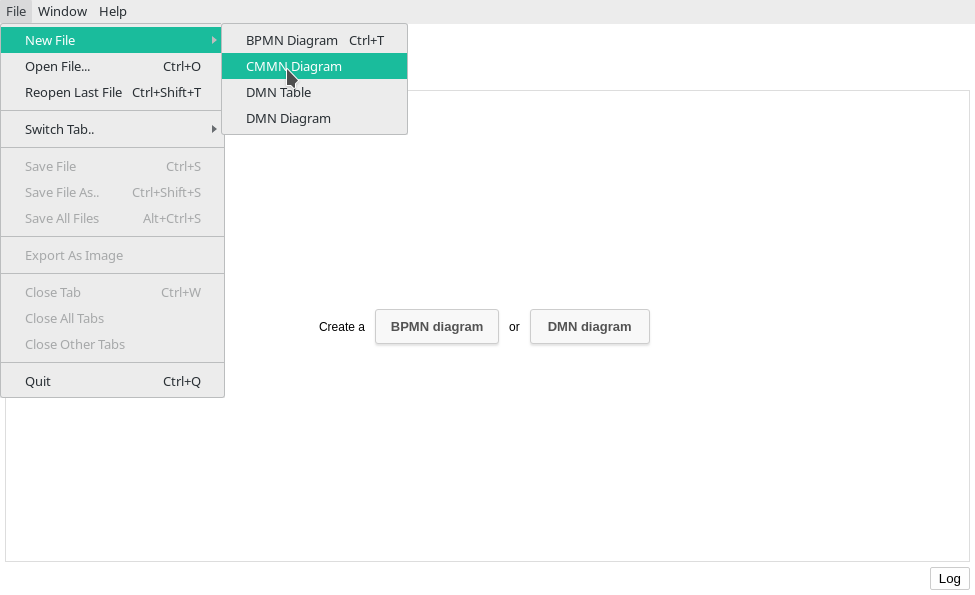 File Window Help
New File
Open File... Ctrl+O
Reopen Last File Ctrl+Shift+T
Switch Tab..
Save File Ctrl+S
Save File As.. Ctrl+Shift+S
Save All Files Alt+Ctrl+S
Export As Image
Close Tab Ctrl+W
Close All Tabs
Close Other Tabs
Quit Ctrl+Q
BPMN Diagram Ctrl+T
CMMN Diagram
DMN Table
DMN Diagram
Create a BPMN diagram or DMN diagram
Log